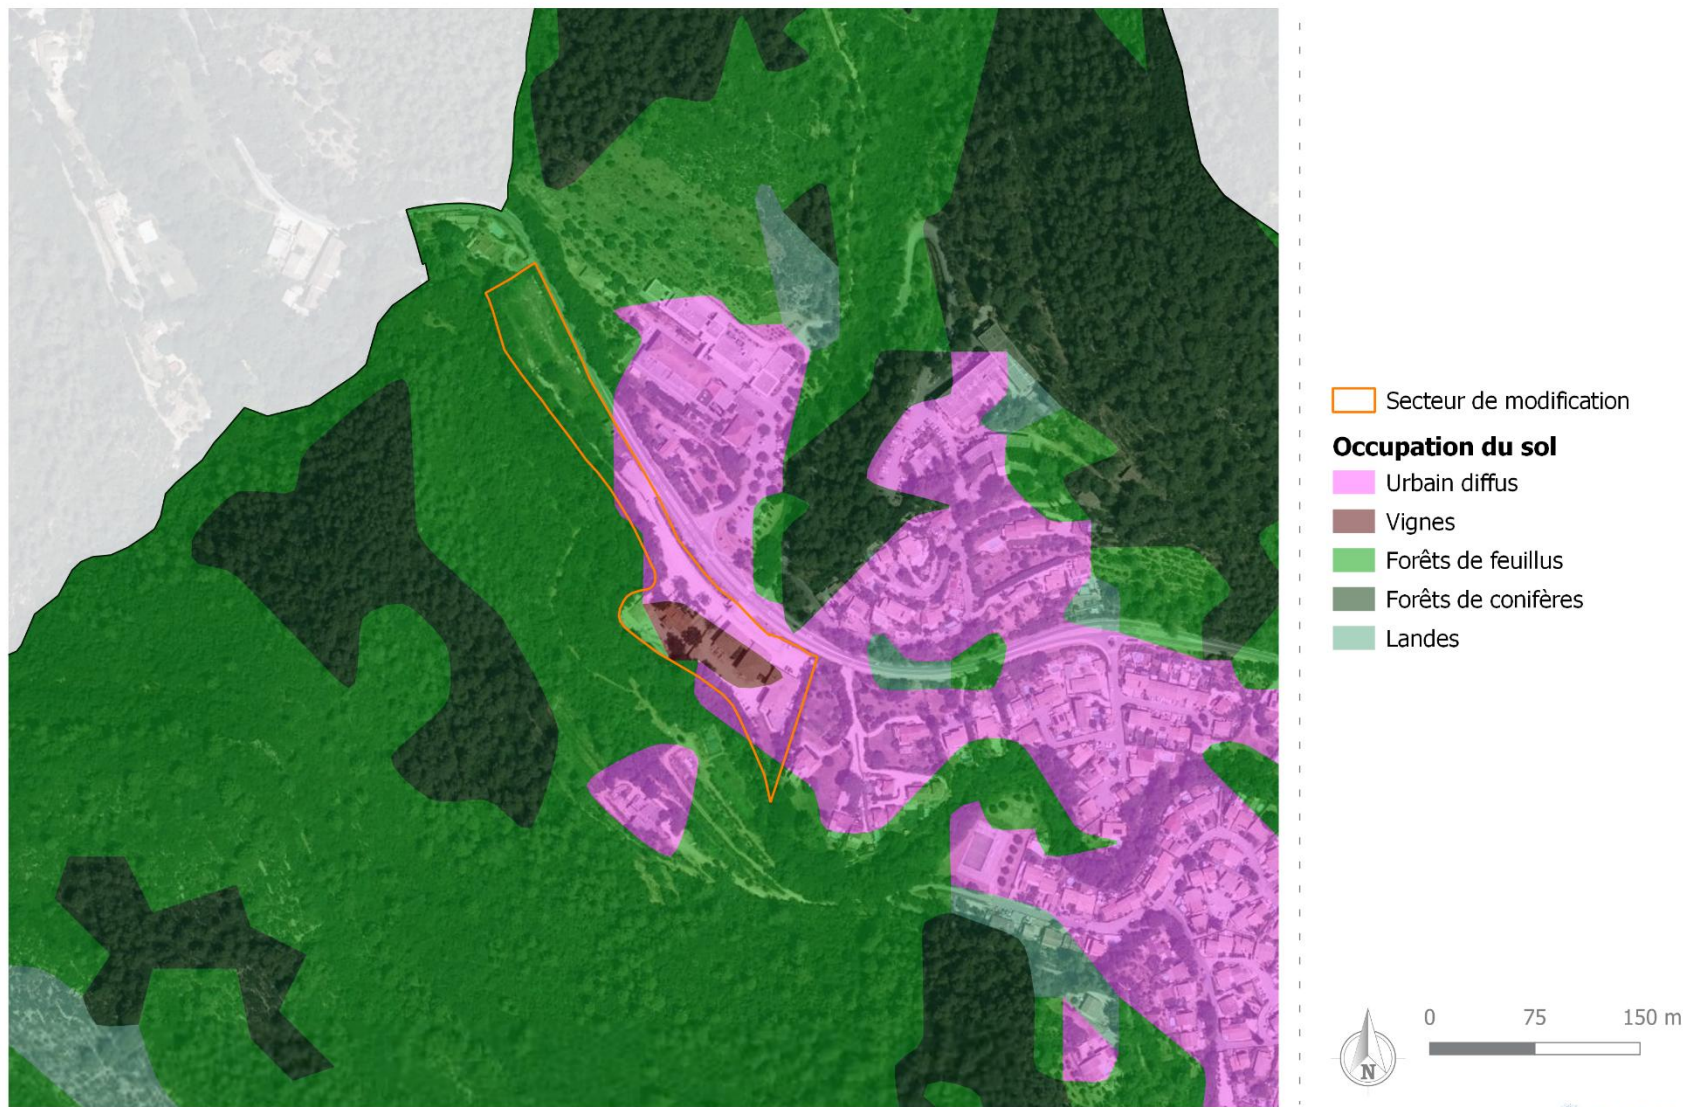 Secteur de modification
Occupation du sol
Urbain diffus
Vignes
Forêts de feuillus
Forêts de conifères
Landes
N
0 75 150 m